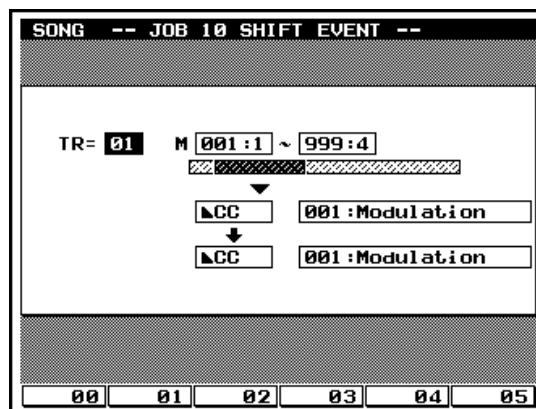 SONG -- JOB 10 SHIFT EVENT --
TR= 01 M 001:1 ~ 999:4
CC 001:Modulation
CC 001:Modulation
00 01 02 03 04 05